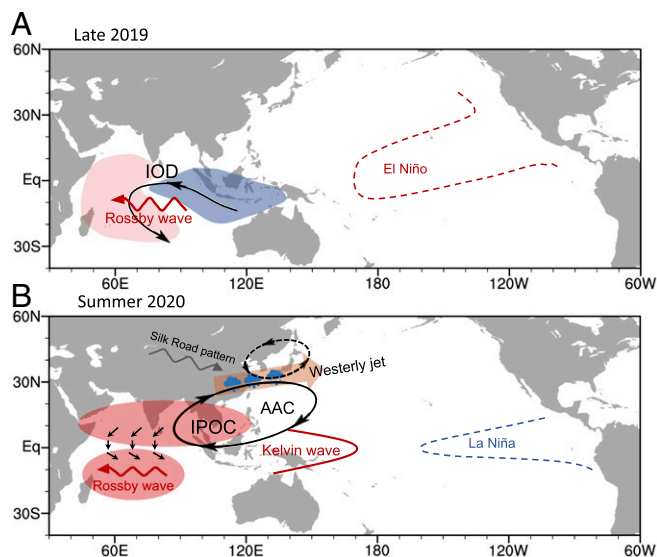 A
Late 2019
60N
30N
Eq
30S
IOD
Rossby wave
El Niño
60E 120E 180 120W 60W
B
Summer 2020
60N
30N
Eq
30S
Silk Road pattern
Westerly jet
AAC
IPOC
Kelvin wave
La Niña
Rossby wave
60E 120E 180 120W 60W